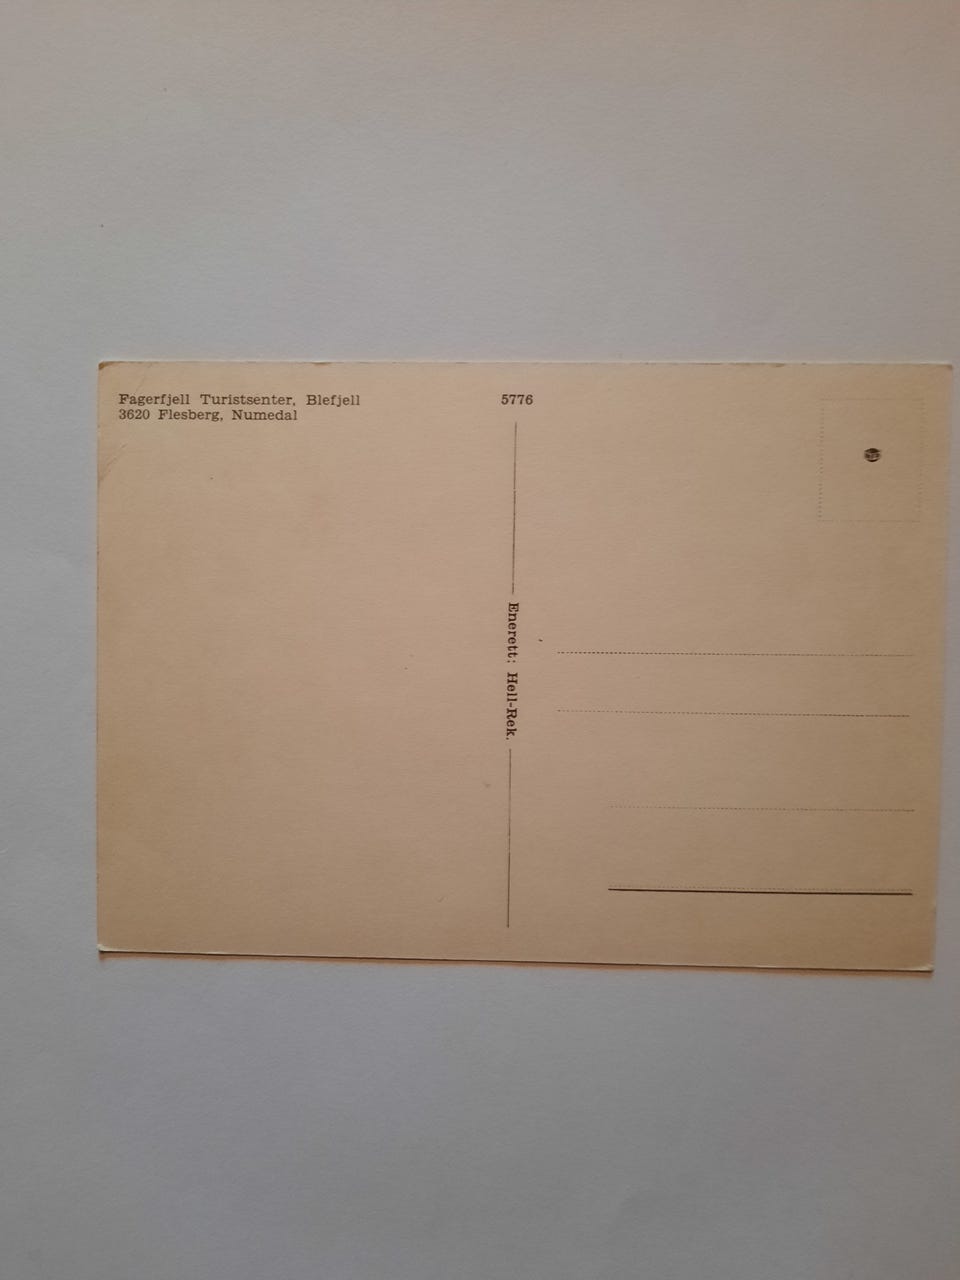 Fagerfjell Turistsenter, Blefjell
3620 Flesberg, Numedal
5776
Enerett: Hell-Rek.